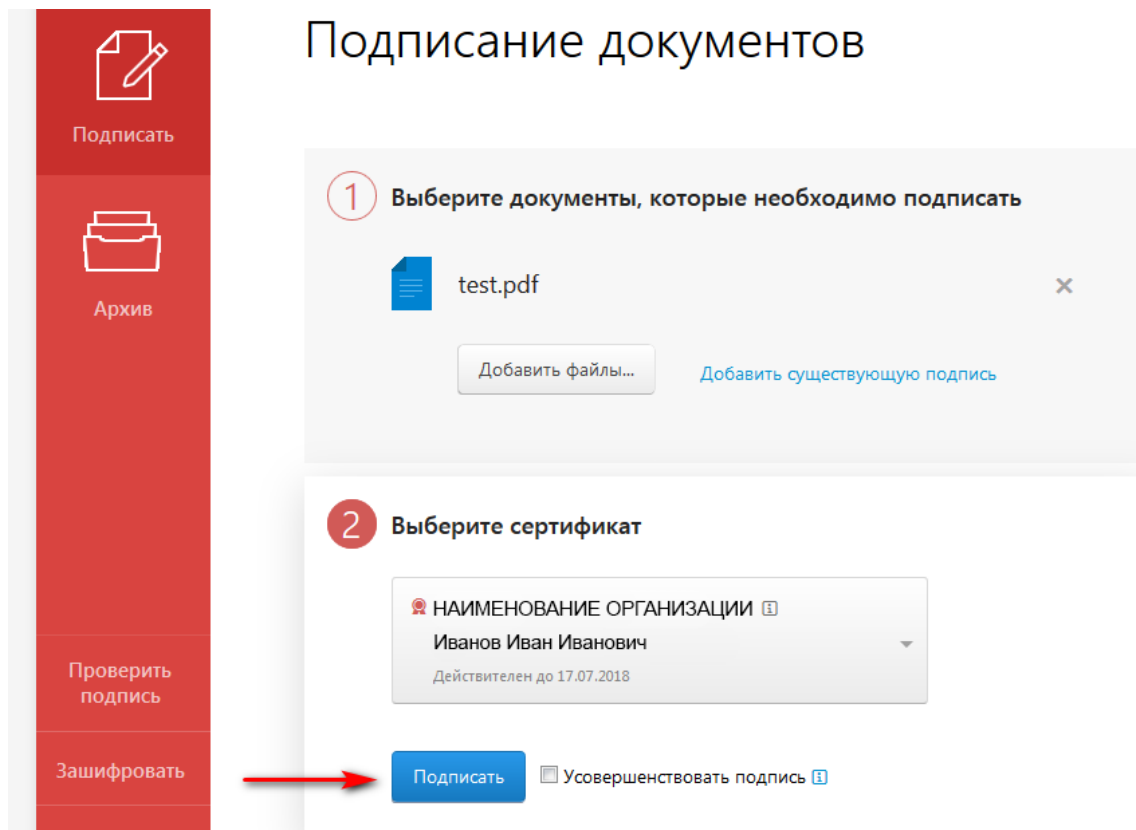 Подписать
Архив
Проверить
подпись
Зашифровать
Подписание документов
1 Выберите документы, которые необходимо подписать
test.pdf
Добавить файлы... Добавить существующую подпись
2 Выберите сертификат
НАИМЕНОВАНИЕ ОРГАНИЗАЦИИ
Иванов Иван Иванович
Действителен до 17.07.2018
Подписать Усовершенствовать подпись